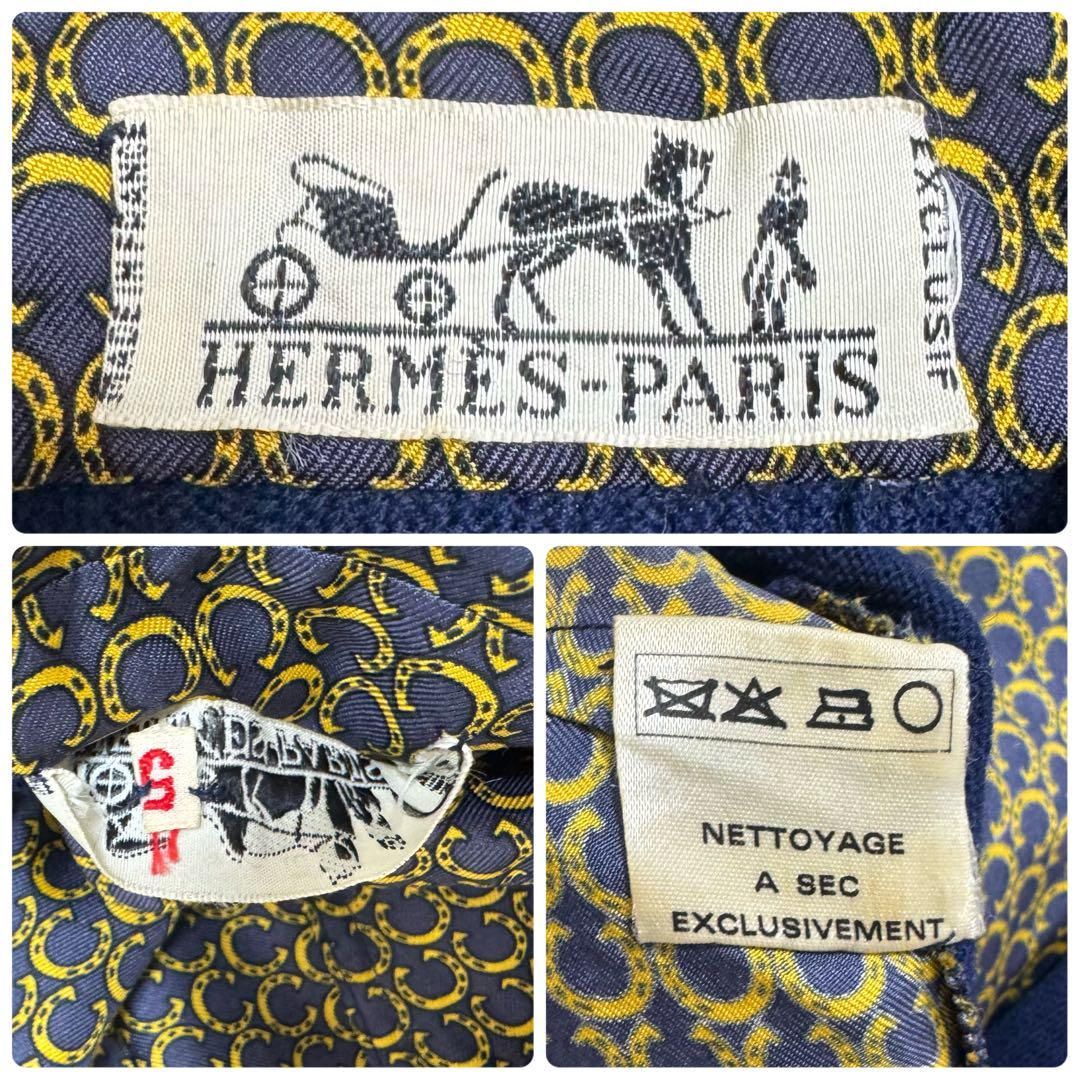 HERMÈS-PARIS
EXCLUSIF
NETTOYAGE
A SEC
EXCLUSIVEMENT